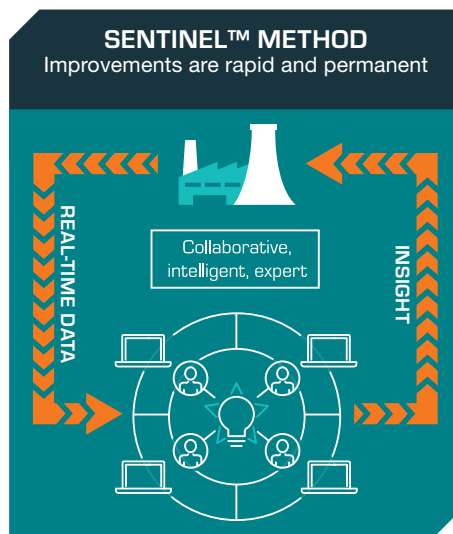 SENTINEL™ METHOD
Improvements are rapid and permanent
REAL-TIME DATA
Collaborative,
intelligent, expert
INSIGHT